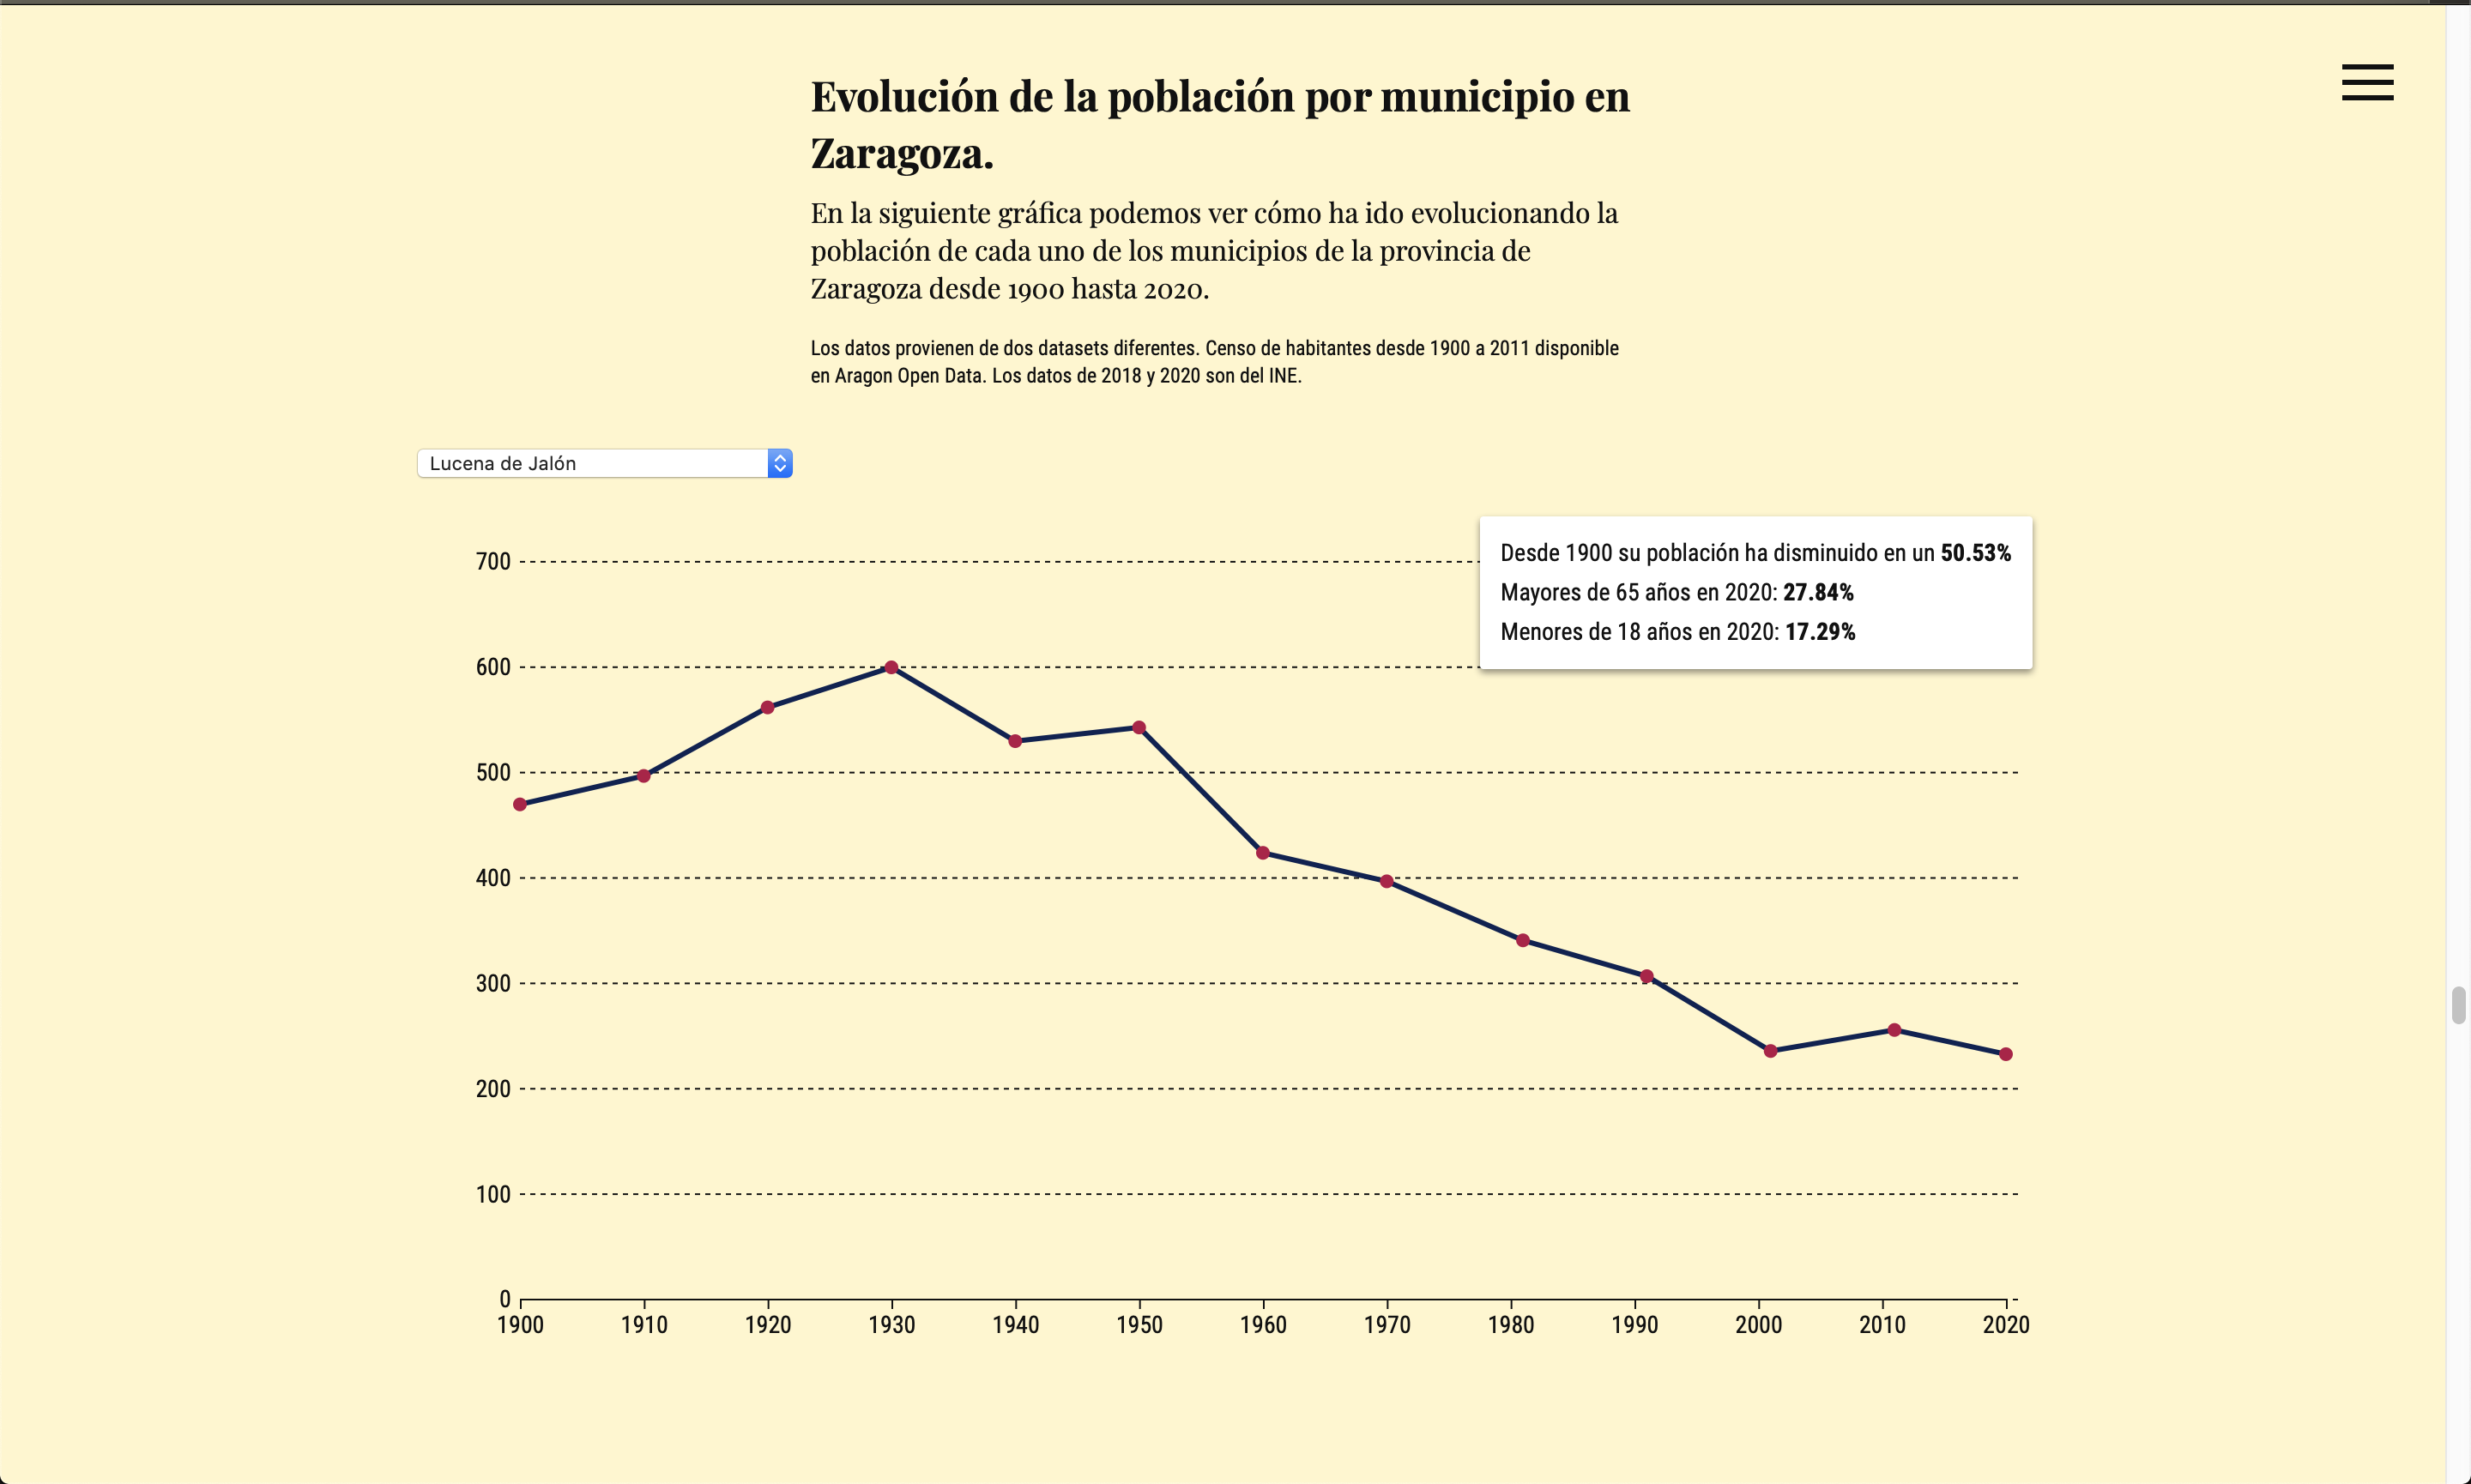 Evolución de la población por municipio en
Zaragoza.
En la siguiente gráfica podemos ver cómo ha ido evolucionando la
población de cada uno de los municipios de la provincia de
Zaragoza desde 1900 hasta 2020.
Los datos provienen de dos datasets diferentes. Censo de habitantes desde 1900 a 2011 disponible
en Aragon Open Data. Los datos de 2018 y 2020 son del INE.
Lucena de Jalón
Desde 1900 su población ha disminuido en un 50.53%
Mayores de 65 años en 2020: 27.84%
Menores de 18 años en 2020: 17.29%
700
600
500
400
300
200
100
0
1900 1910 1920 1930 1940 1950 1960 1970 1980 1990 2000 2010 2020